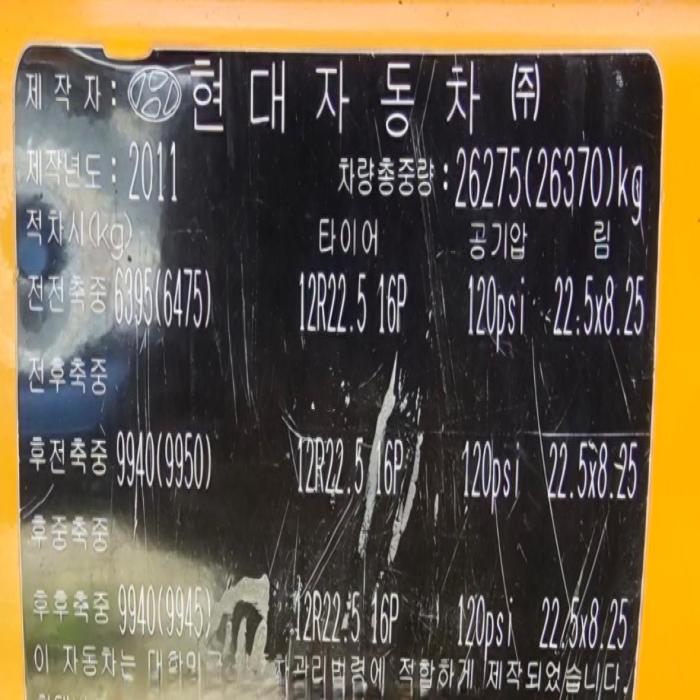 제작자: 현대자동차 ㈜
제작년도: 2011 차량총중량: 26275(26370)kg
적차시(kg) 타이어 공기압 림
전전축중 6395(6475) 12R22.5 16P 120psi 22.5x8.25
전후축중
후전축중 9940(9950) 12R22.5 16P 120psi 22.5x8.25
후중축중
후후축중 9940(9945) 12R22.5 16P 120psi 22.5x8.25
이 자동차는 대한민 관리법령에 적합하게 제작되었습니다.